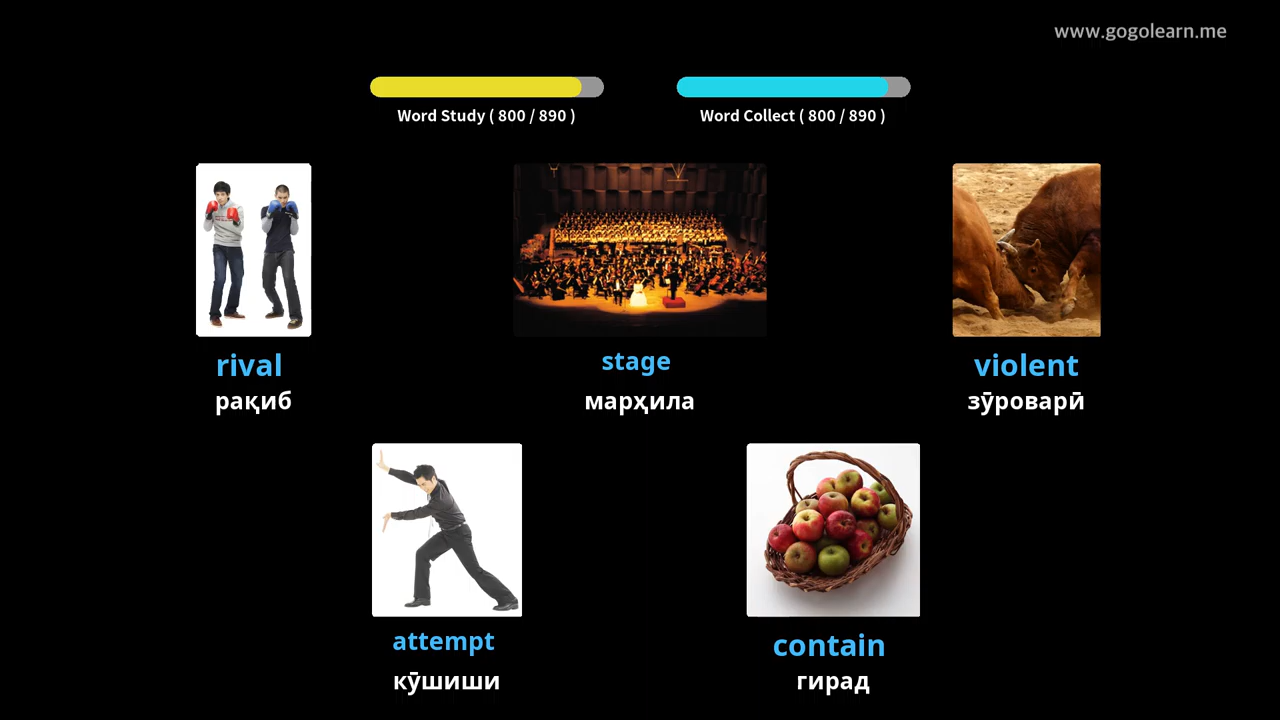 www.gogolearn.me
Word Study ( 800 / 890 )
Word Collect ( 800 / 890 )
rival
stage
violent
рақиб
марҳила
зӯроварӣ
attempt
contain
кӯшиши
гирад